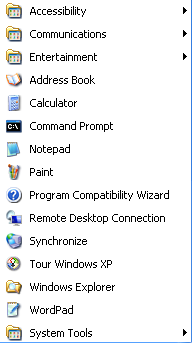 Accessibility
Communications
Entertainment
Address Book
Calculator
Command Prompt
Notepad
Paint
Program Compatibility Wizard
Remote Desktop Connection
Synchronize
Tour Windows XP
Windows Explorer
WordPad
System Tools